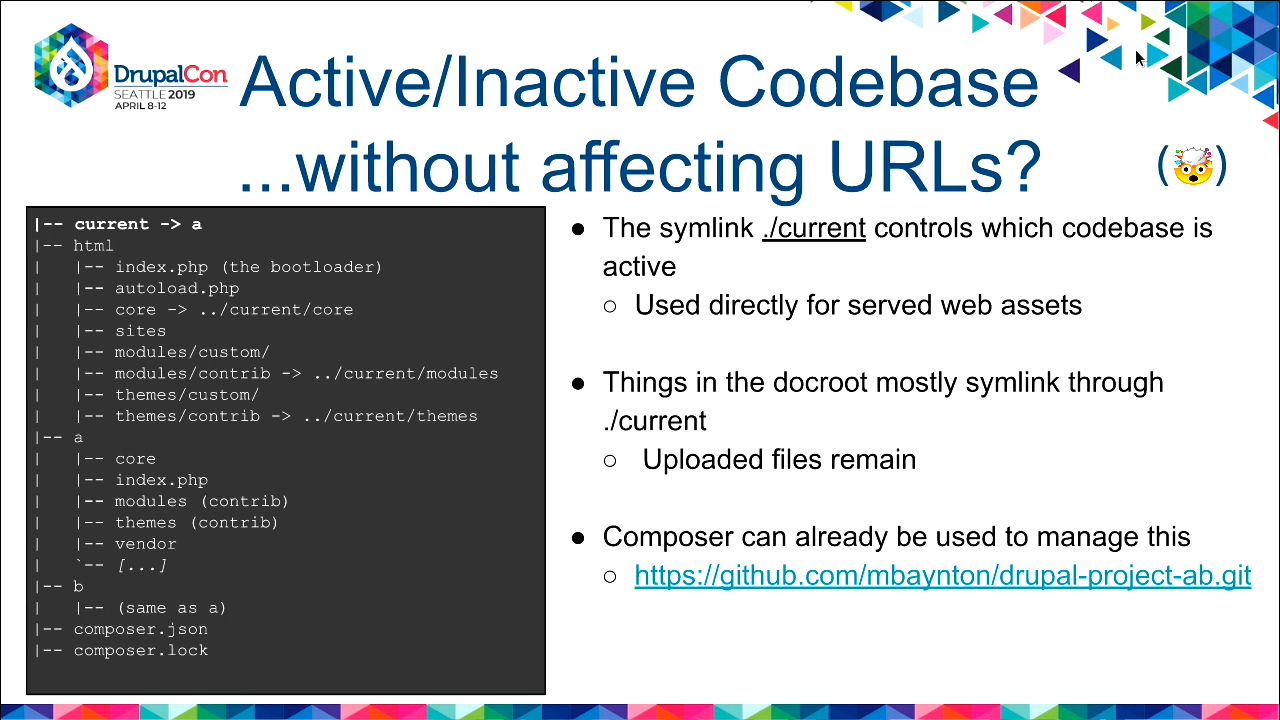 DrupalCon
SEATTLE 2019
APRIL 8-12
Active/Inactive Codebase
...without affecting URLs?
(🤯)
|-- current -> a
|-- html
|   |-- index.php (the bootloader)
|   |-- autoload.php
|   |-- core -> ../current/core
|   |-- sites
|   |-- modules/custom/
|   |-- modules/contrib -> ../current/modules
|   |-- themes/custom/
|   |-- themes/contrib -> ../current/themes
|-- a
|   |-- core
|   |-- index.php
|   |-- modules (contrib)
|   |-- themes (contrib)
|   |-- vendor
|   `-- [...]
|-- b
|   |-- (same as a)
|-- composer.json
|-- composer.lock
● The symlink ./current controls which codebase is
active
○ Used directly for served web assets
● Things in the docroot mostly symlink through
./current
○ Uploaded files remain
● Composer can already be used to manage this
○ https://github.com/mbaynton/drupal-project-ab.git